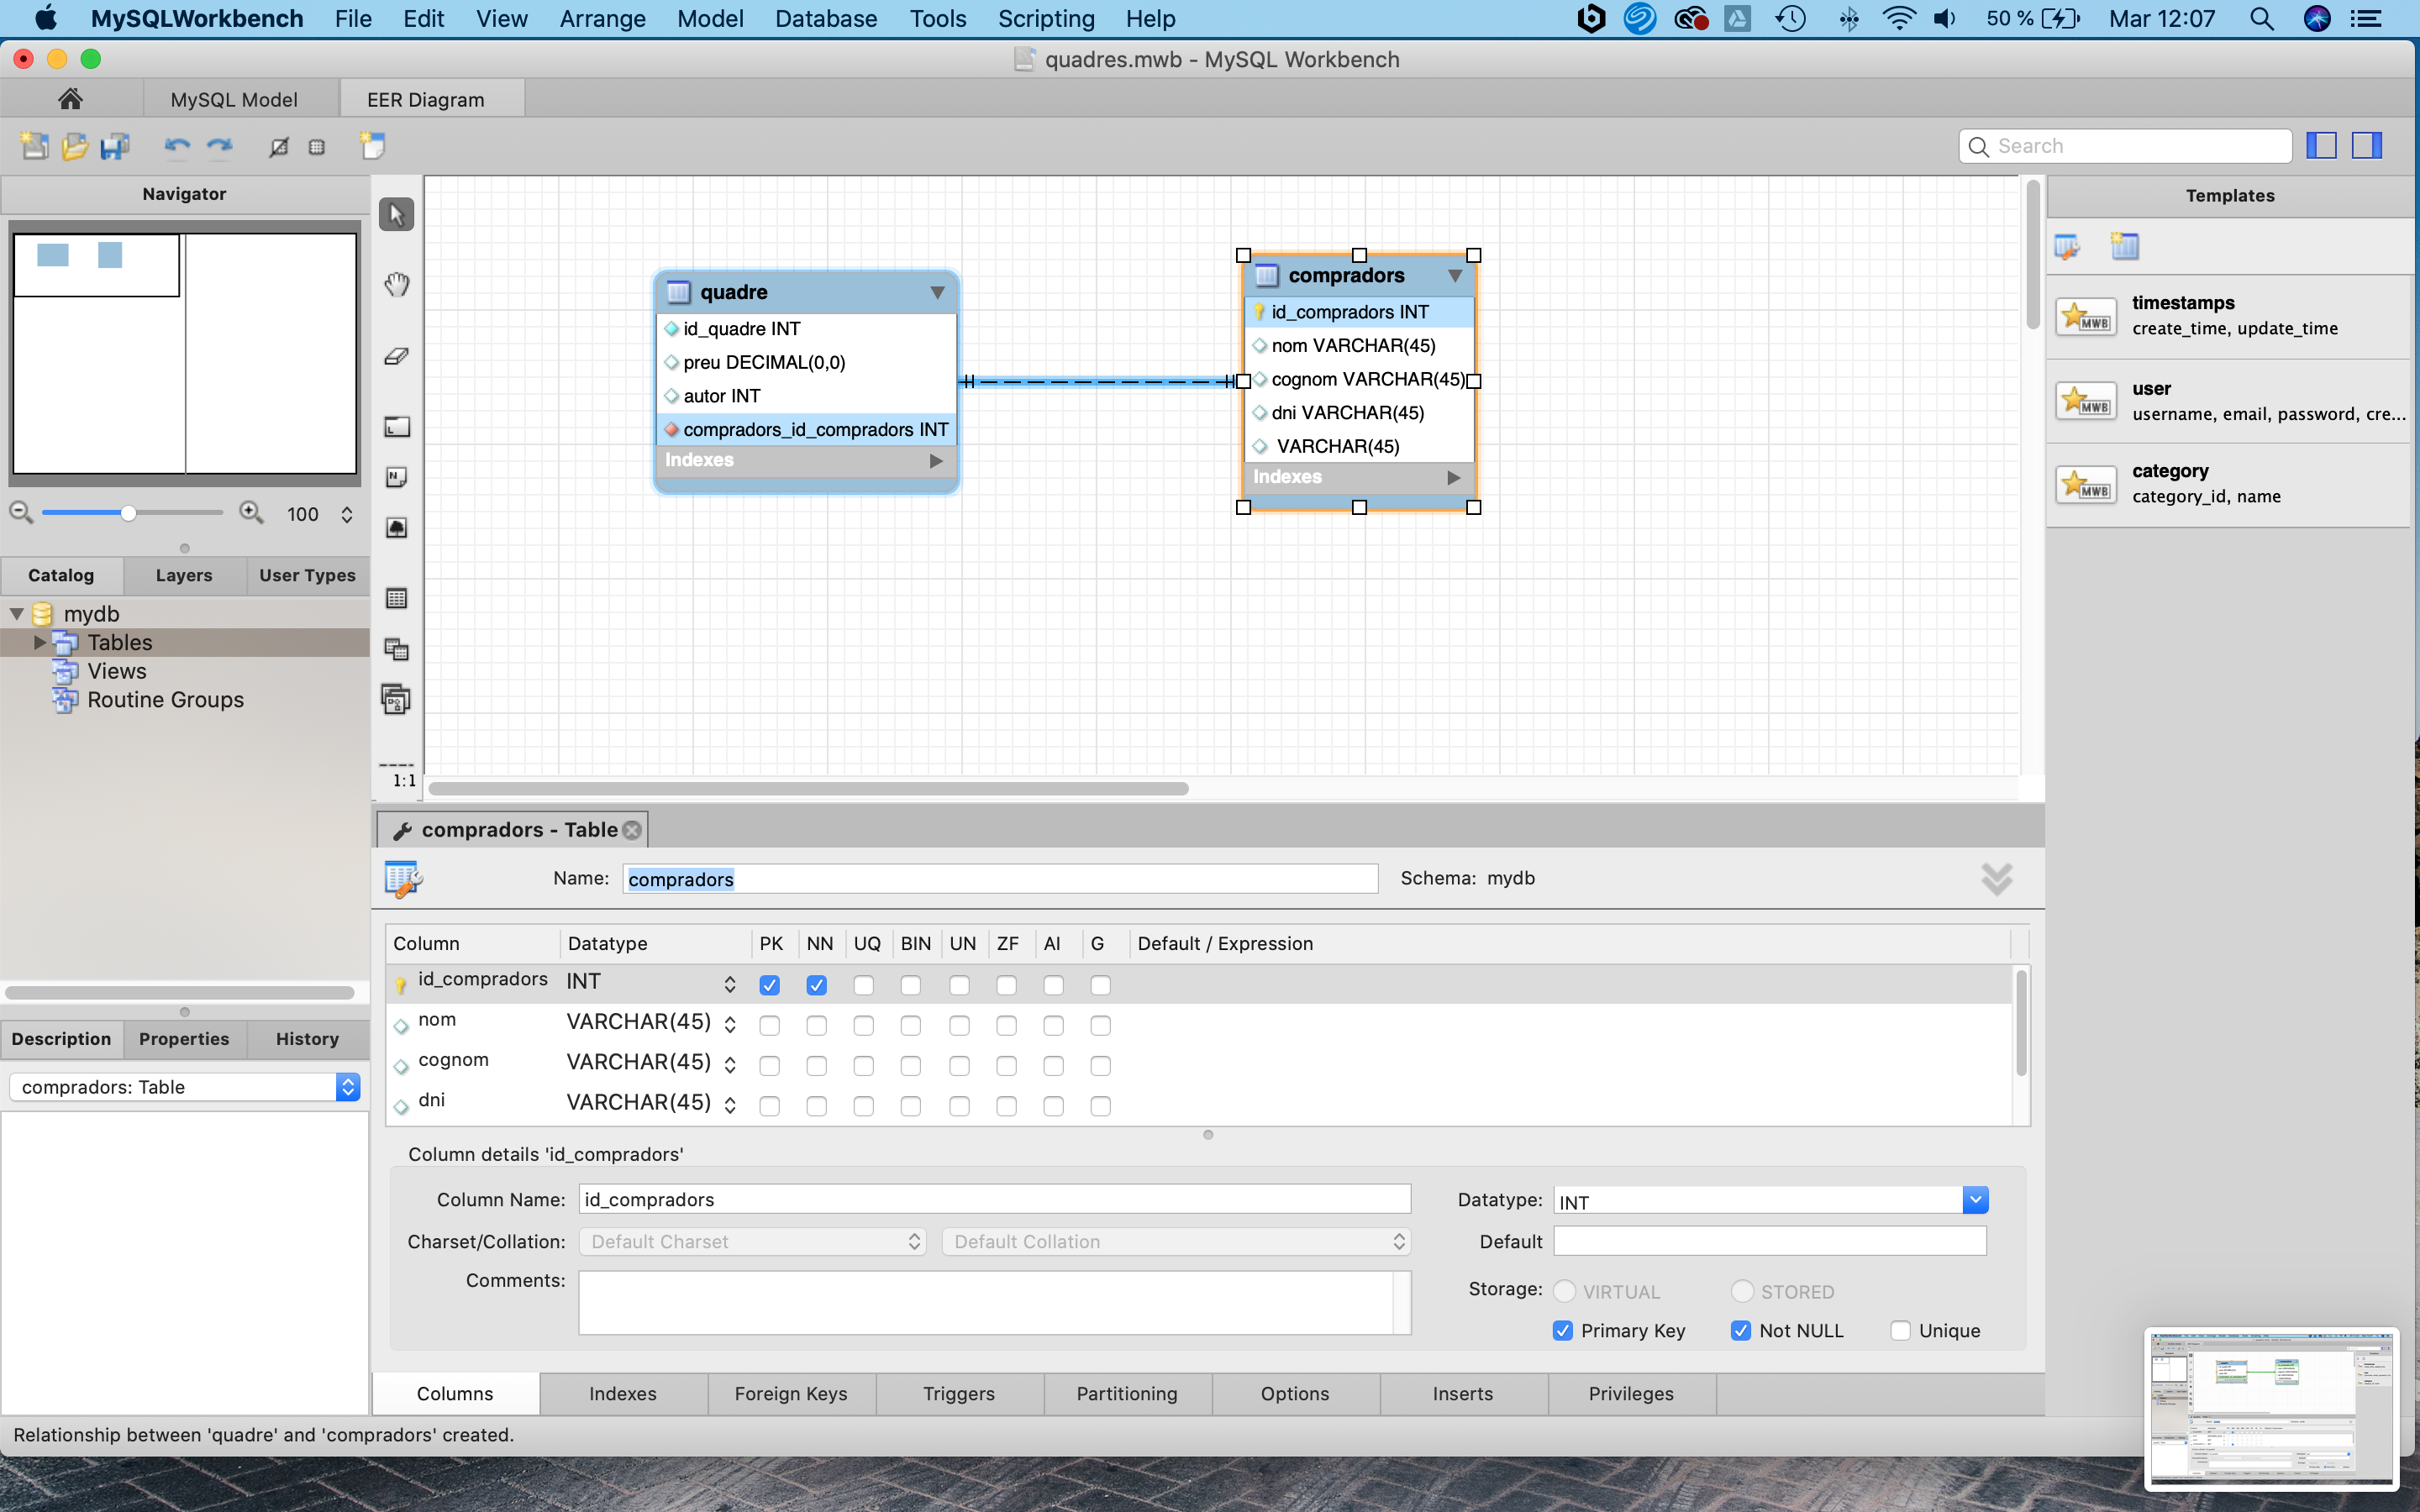 MySQLWorkbench File Edit View Arrange Model Database Tools Scripting Help 50 % Mar 12:07
quadres.mwb - MySQL Workbench
MySQL Model EER Diagram
Search
Navigator
Templates
timestamps
create_time, update_time
user
username, email, password, cre...
category
category_id, name
MWB
MWB
MWB
quadre
id_quadre INT
preu DECIMAL(0,0)
autor INT
compradors_id_compradors INT
Indexes
compradors
id_compradors INT
nom VARCHAR(45)
cognom VARCHAR(45)
dni VARCHAR(45)
VARCHAR(45)
Indexes
100
Catalog Layers User Types
mydb
Tables
Views
Routine Groups
1:1
Description Properties History
compradors: Table
compradors - Table
Name: compradors Schema: mydb
Column Datatype PK NN UQ BIN UN ZF AI G Default / Expression
id_compradors INT
nom VARCHAR(45)
cognom VARCHAR(45)
dni VARCHAR(45)
Column details 'id_compradors'
Column Name: id_compradors Datatype: INT
Charset/Collation: Default Charset Default Collation Default
Comments: Storage: VIRTUAL STORED
Primary Key Not NULL Unique
Columns Indexes Foreign Keys Triggers Partitioning Options Inserts Privileges
Relationship between 'quadre' and 'compradors' created.